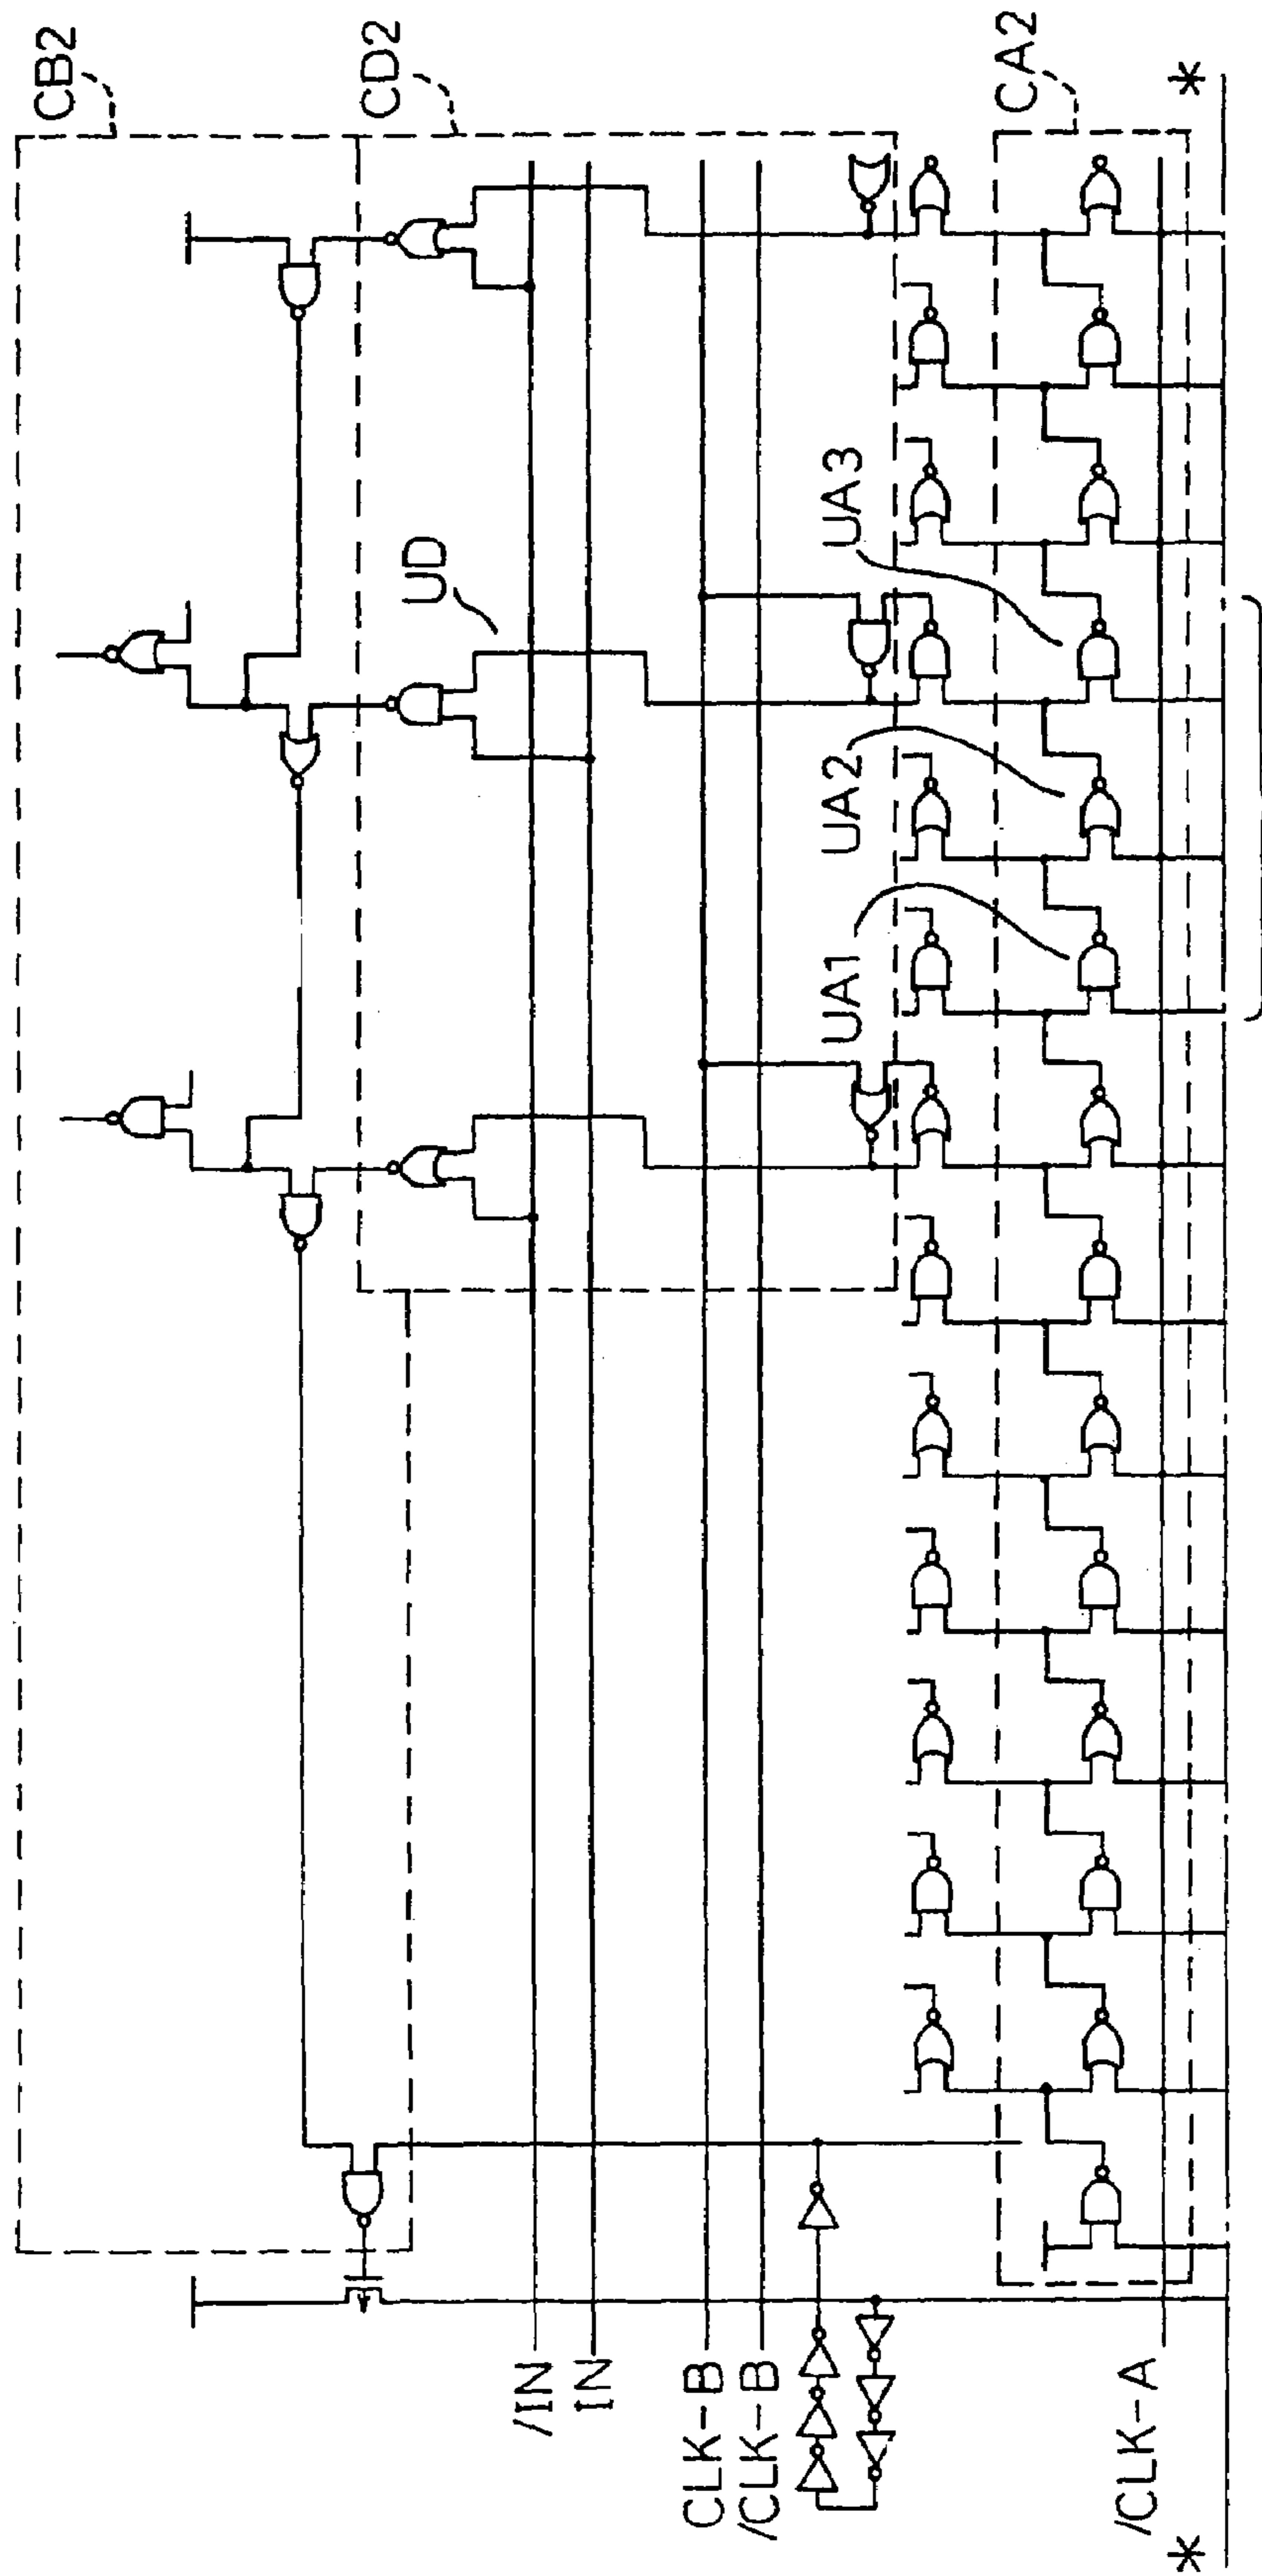 CB2
CD2
CA2
*
UD
UA3
UA2
UA1
/IN
IN
CLK-B
/CLK-B
/CLK-A
*